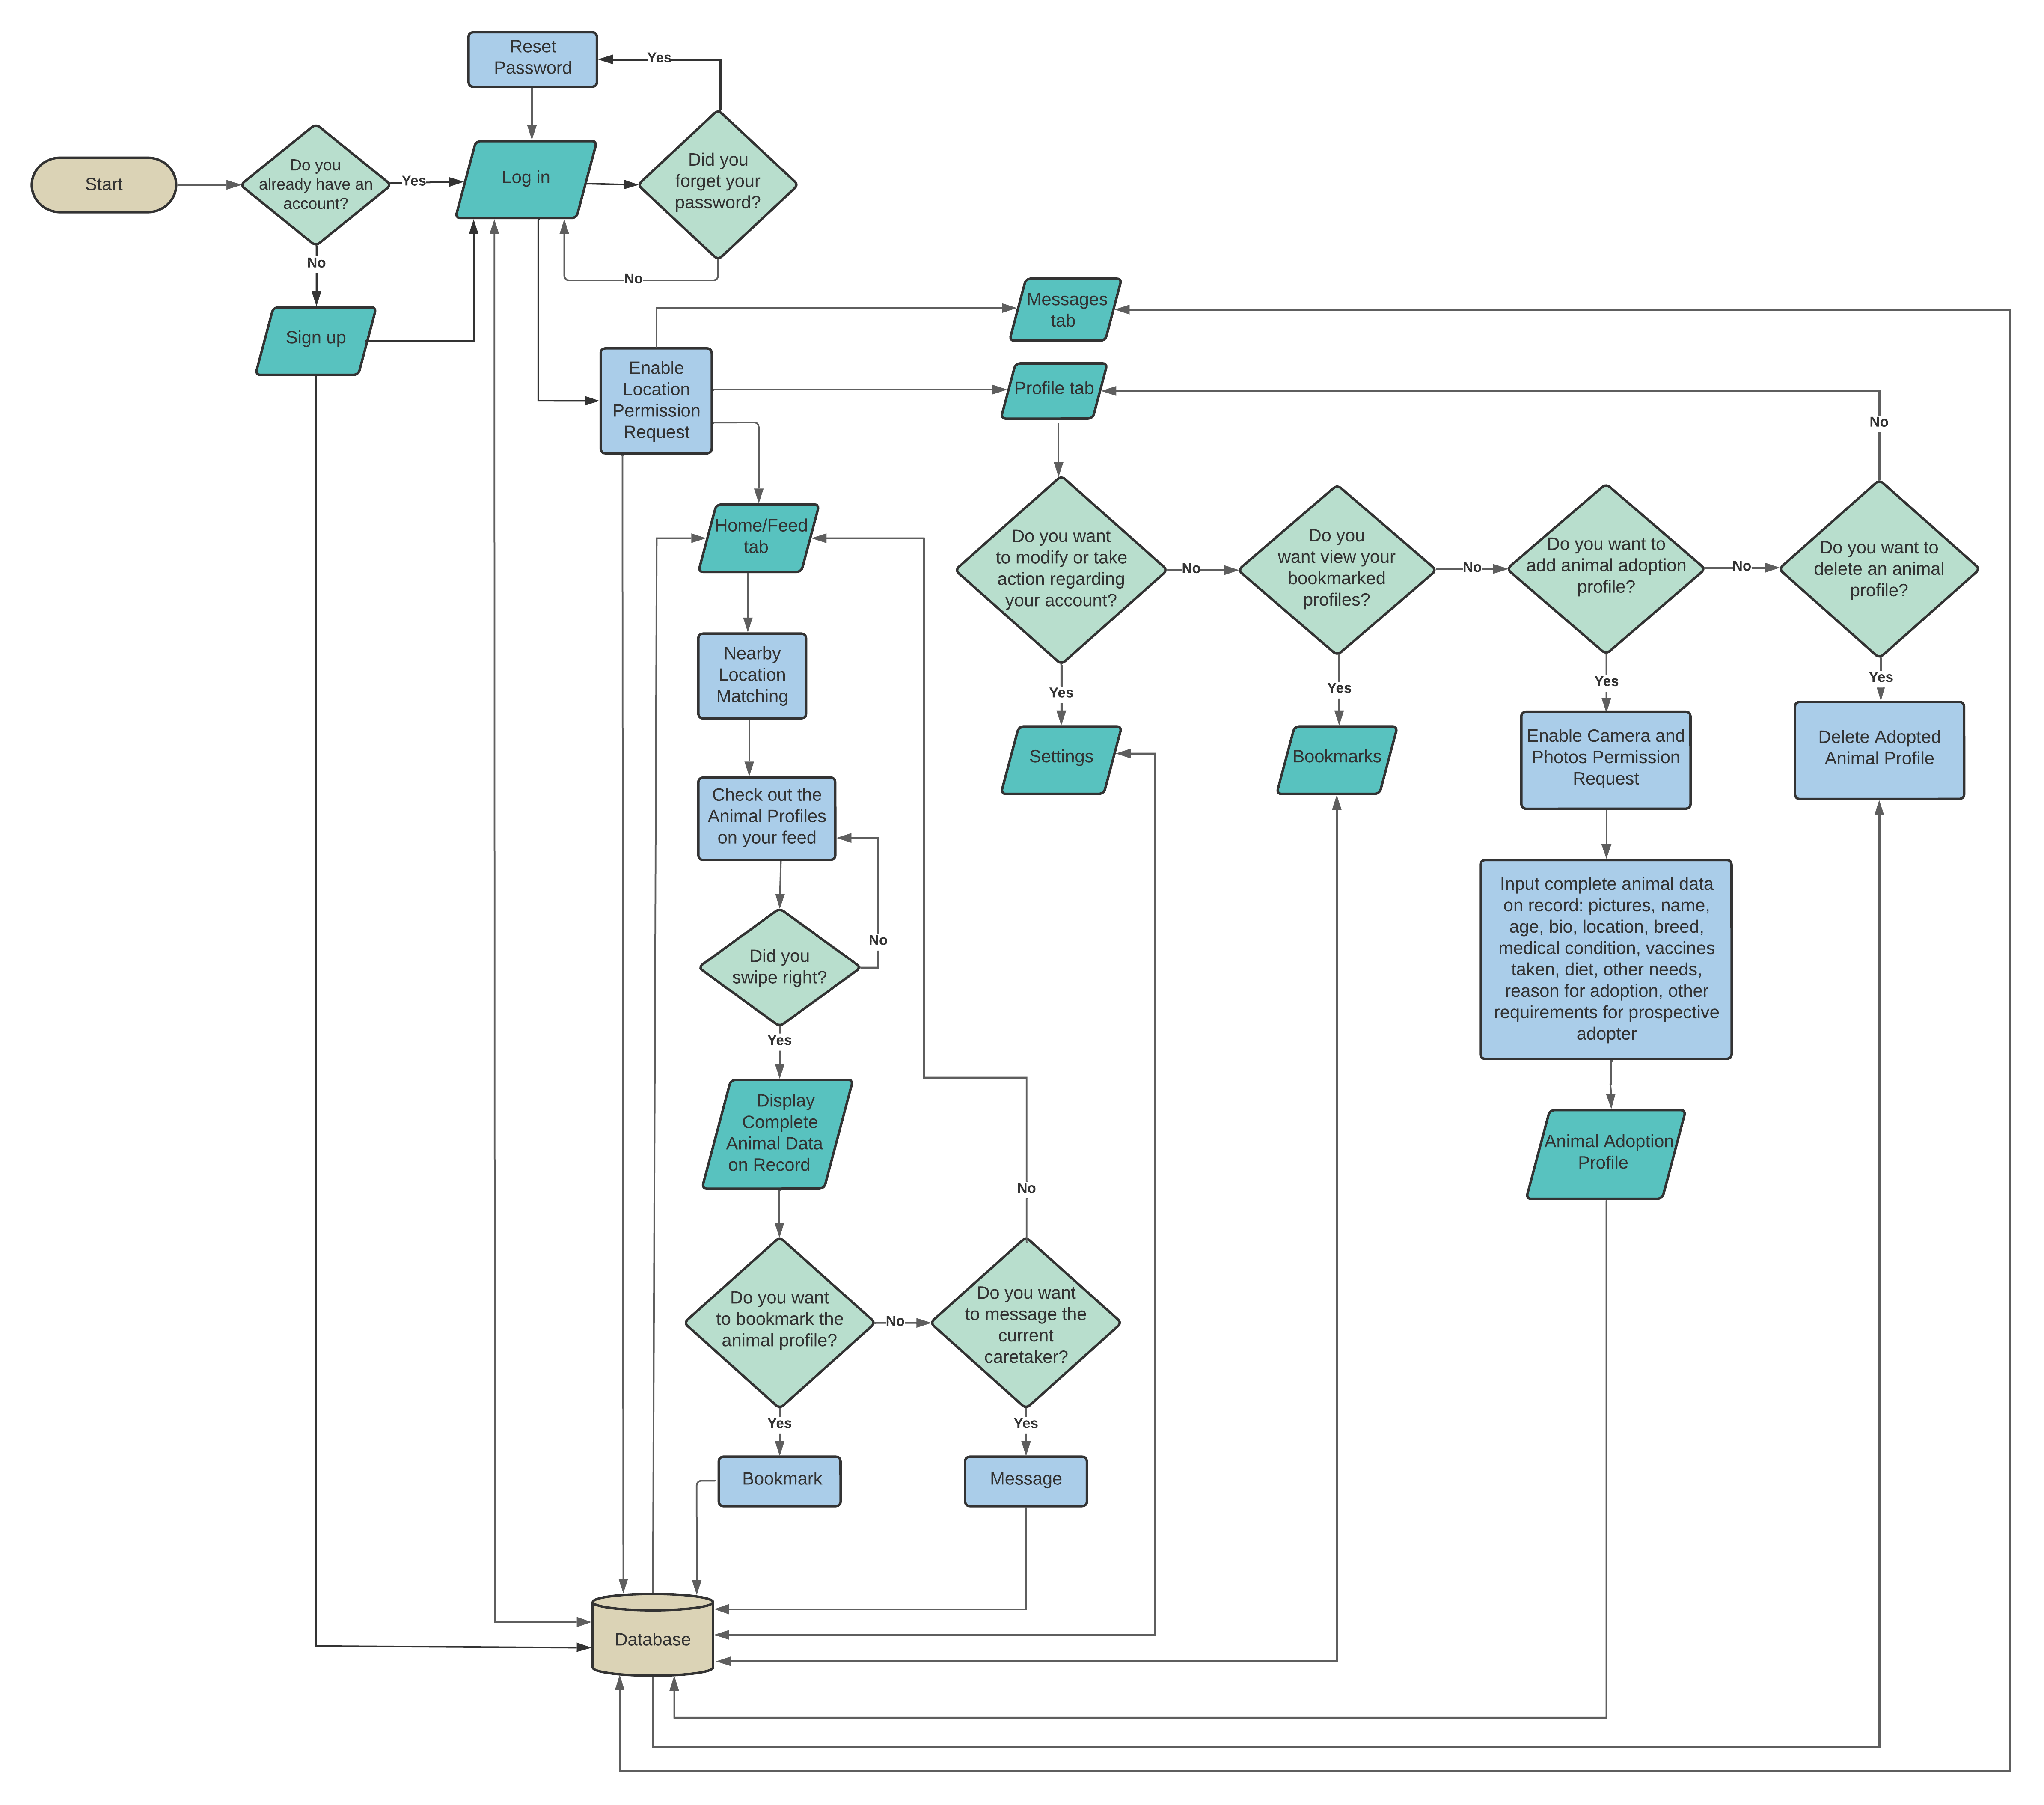 Reset
Password
Yes
Did you
forget your
password?
Start
Do you
already have an
account?
Yes
Log in
No
No
Sign up
Messages
tab
Enable
Location
Permission
Request
Profile tab
No
Home/Feed
tab
Do you want
to modify or take
action regarding
your account?
No
Do you
want view your
bookmarked
profiles?
No
Do you want to
add animal adoption
profile?
No
Do you want to
delete an animal
profile?
Nearby
Location
Matching
Yes
Yes
Yes
Yes
Settings
Bookmarks
Enable Camera and
Photos Permission
Request
Delete Adopted
Animal Profile
Check out the
Animal Profiles
on your feed
No
Did you
swipe right?
Yes
Input complete animal data
on record: pictures, name,
age, bio, location, breed,
medical condition, vaccines
taken, diet, other needs,
reason for adoption, other
requirements for prospective
adopter
Display
Complete
Animal Data
on Record
Animal Adoption
Profile
No
Do you want
to bookmark the
animal profile?
No
Do you want
to message the
current
caretaker?
Yes
Yes
Bookmark
Message
Database